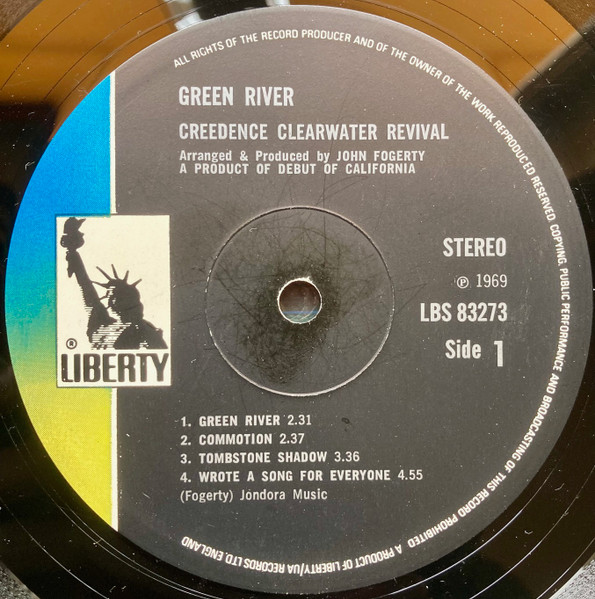 ALL RIGHTS OF THE RECORD PRODUCER AND OF THE OWNER OF THE WORK REPRODUCED RESERVED. COPYING, PUBLIC PERFORMANCE AND BROADCASTING OF THIS RECORD PROHIBITED. A PRODUCT OF LIBERTY/UA RECORDS LTD. ENGLAND
GREEN RIVER
CREEDENCE CLEARWATER REVIVAL
Arranged & Produced by JOHN FOGERTY
A PRODUCT OF DEBUT OF CALIFORNIA
STEREO
℗ 1969
LBS 83273
Side 1
®
LIBERTY
1. GREEN RIVER 2.31
2. COMMOTION 2.37
3. TOMBSTONE SHADOW 3.36
4. WROTE A SONG FOR EVERYONE 4.55
(Fogerty) Jondora Music